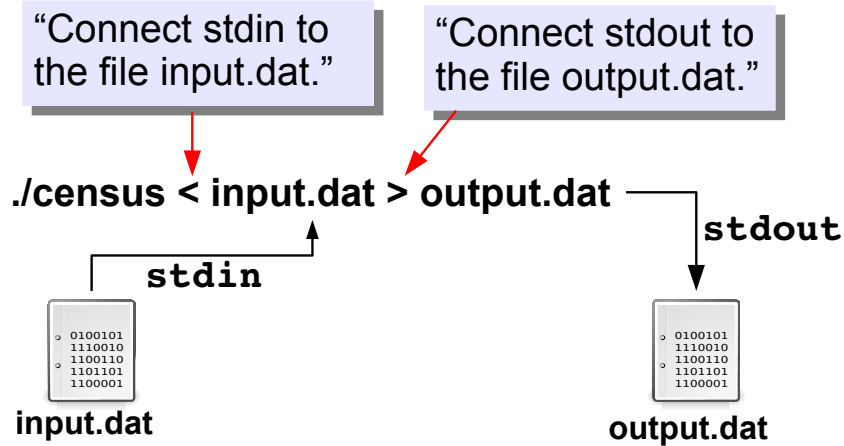 “Connect stdin to
the file input.dat.”
“Connect stdout to
the file output.dat.”
./census < input.dat > output.dat
stdout
stdin
0100101
1110010
1100110
1101101
1100001
input.dat
0100101
1110010
1100110
1101101
1100001
output.dat